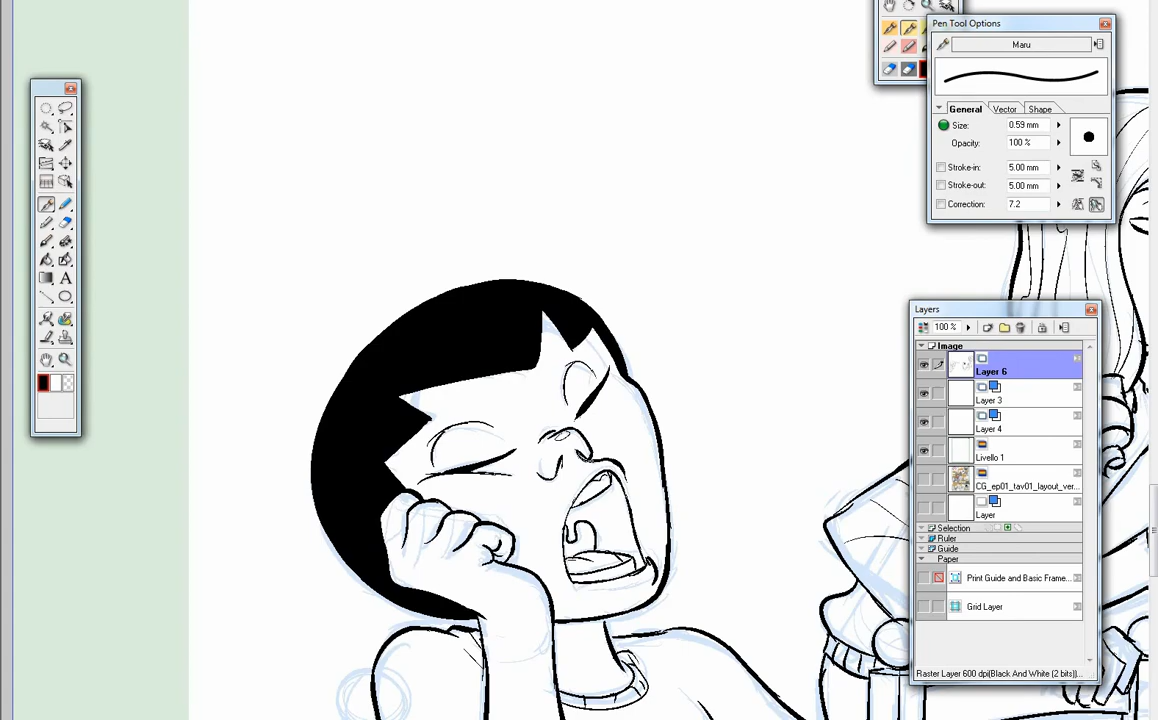 Pen Tool Options
Maru
General
Vector
Shape
Size:
0.59 mm
Opacity:
100 %
Stroke-in:
5.00 mm
Stroke-out:
5.00 mm
Correction:
7.2
A
Layers
100 %
Image
Layer 6
Layer 3
Layer 4
Livello 1
CG_ep01_tav01_layout_ver...
Layer
Selection
Ruler
Guide
Paper
Print Guide and Basic Frame...
Grid Layer
Raster Layer 600 dpi(Black And White (2 bits))...